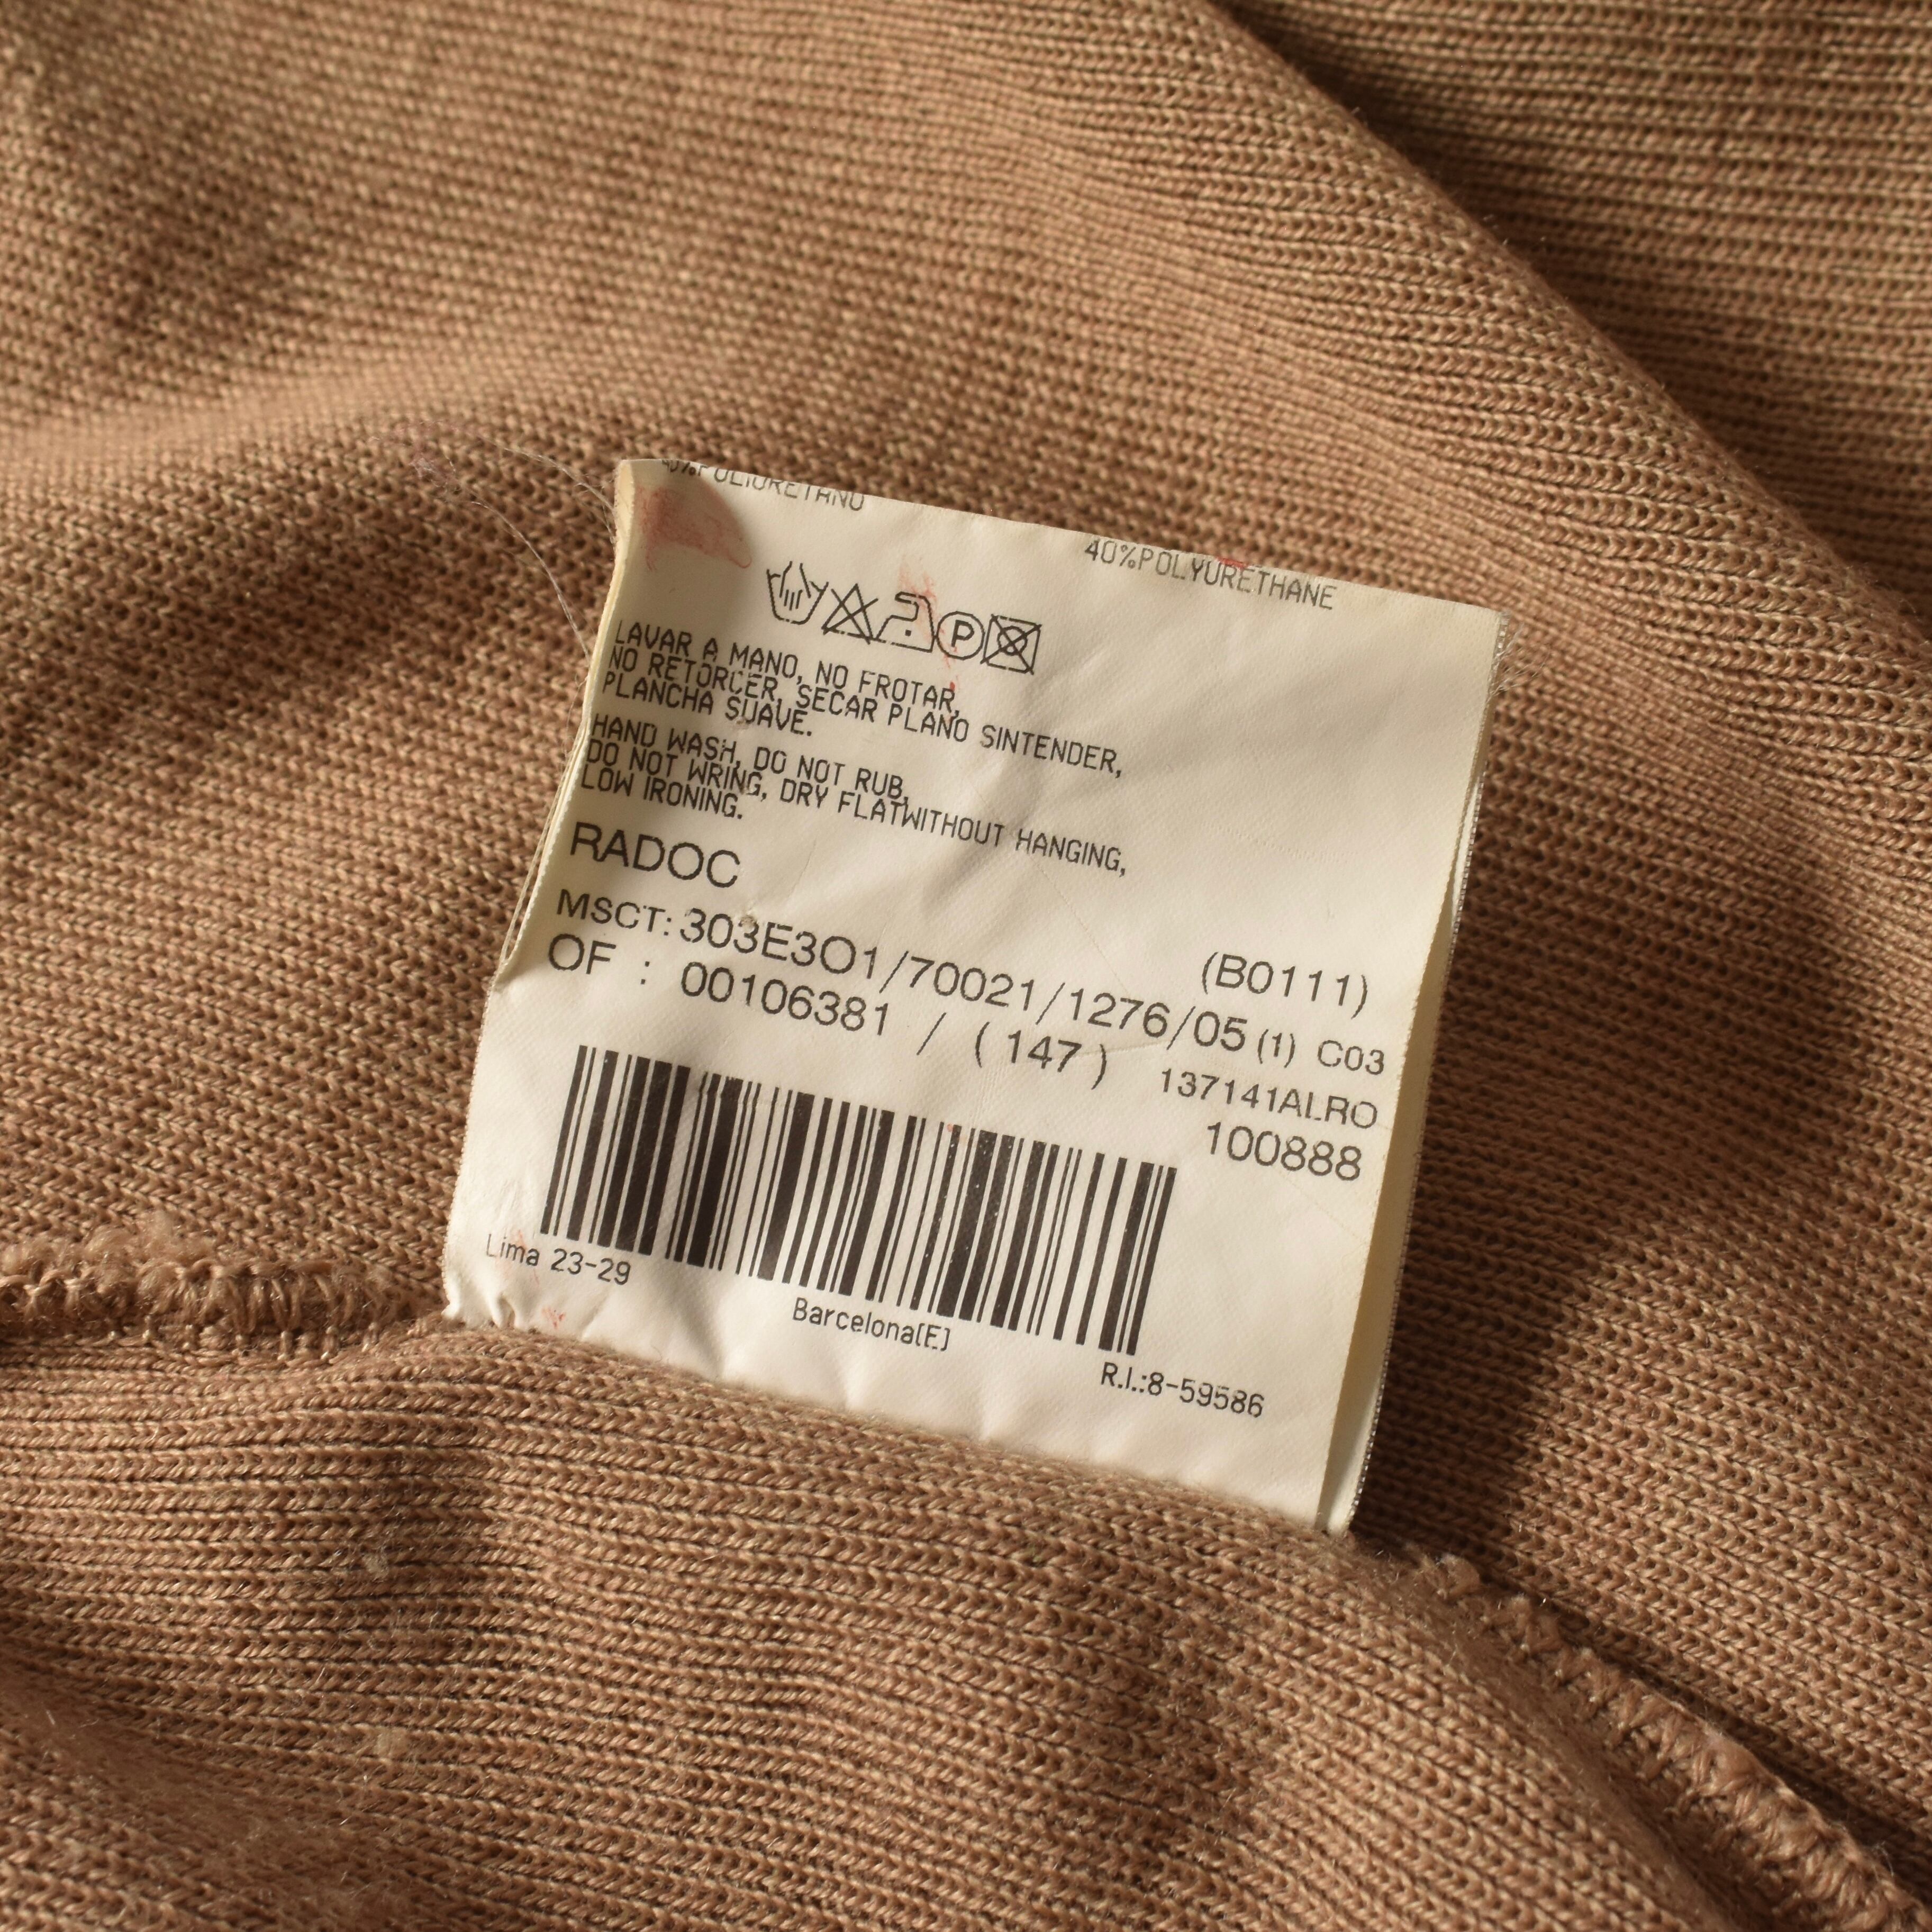 40%POLIURETANO
40%POLYURETHANE
P
LAVAR A MANO, NO FROTAR,
NO RETORCER, SECAR PLANO SINTENDER,
PLANCHA SUAVE.
HAND WASH, DO NOT RUB,
DO NOT WRING, DRY FLATWITHOUT HANGING,
LOW IRONING.
RADOC
(B0111)
MSCT: 303E3O1/70021/1276/05 (1) C03
OF : 00106381 / ( 147 ) 137141ALRO
100888
Lima 23-29
Barcelona(E)
R.I.:8-59586